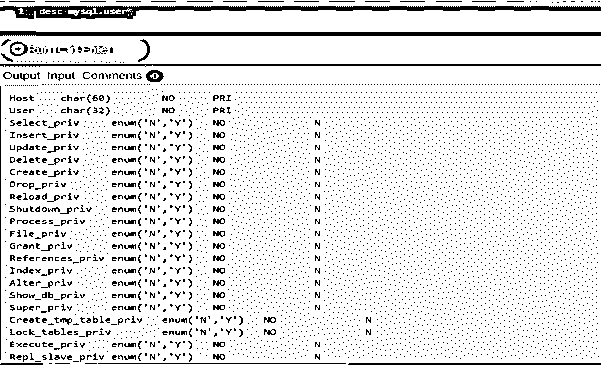 1 desc mysql.user;
Output Input Comments 0
Host char(60) NO PRI
User char(32) NO PRI
Select_priv enum('N','Y') NO N
Insert_priv enum('N','Y') NO N
Update_priv enum('N','Y') NO N
Delete_priv enum('N','Y') NO N
Create_priv enum('N','Y') NO N
Drop_priv enum('N','Y') NO N
Reload_priv enum('N','Y') NO N
Shutdown_priv enum('N','Y') NO N
Process_priv enum('N','Y') NO N
File_priv enum('N','Y') NO N
Grant_priv enum('N','Y') NO N
References_priv enum('N','Y') NO N
Index_priv enum('N','Y') NO N
Alter_priv enum('N','Y') NO N
Show_db_priv enum('N','Y') NO N
Super_priv enum('N','Y') NO N
Create_tmp_table_priv enum('N','Y') NO N
Lock_tables_priv enum('N','Y') NO N
Execute_priv enum('N','Y') NO N
Repl_slave_priv enum('N','Y') NO N